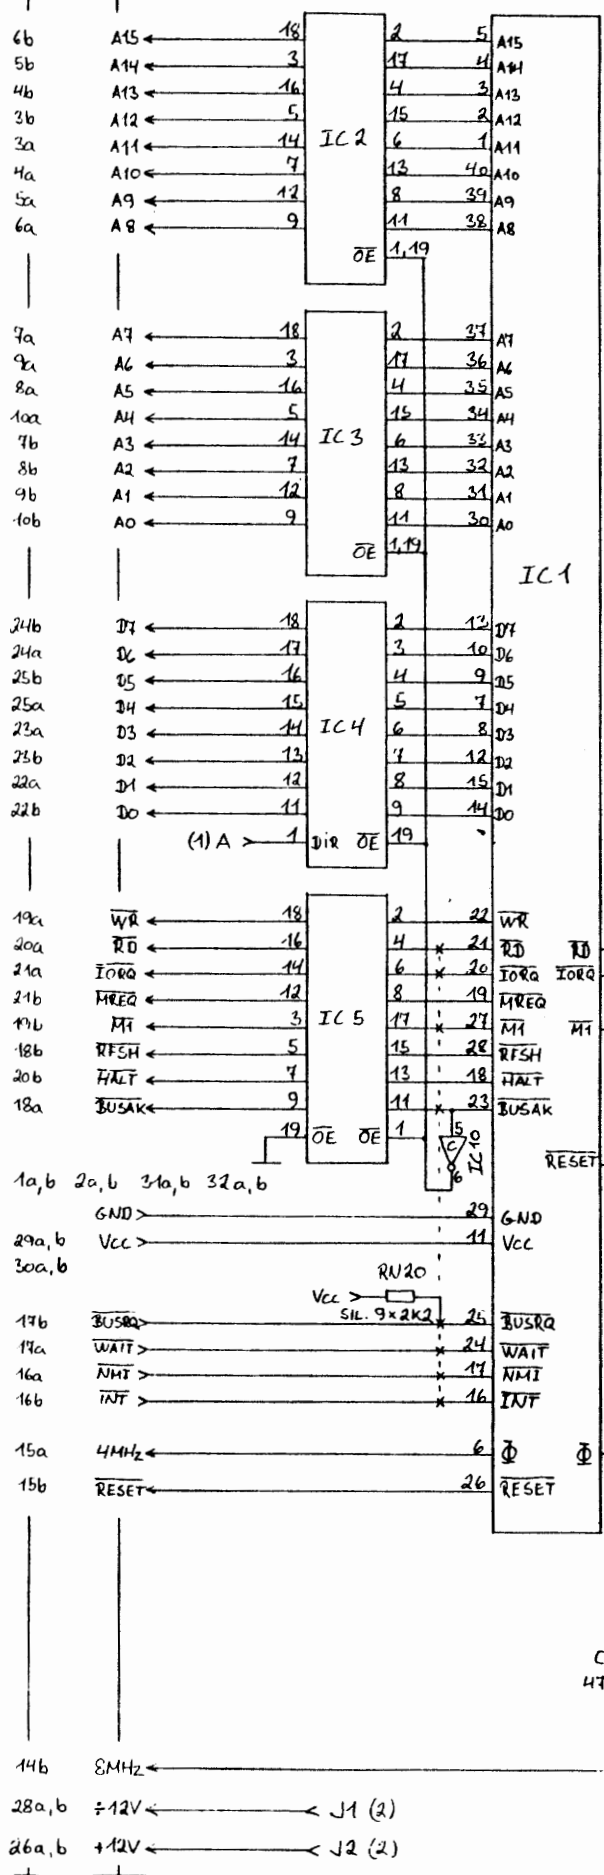 6b A15 18 2 5 A15
5b A14 3 17 4 A14
4b A13 16 4 3 A13
3b A12 5 15 2 A12
3a A11 14 IC2 6 1 A11
4a A10 7 13 40 A10
5a A9 12 8 39 A9
6a A8 9 11 38 A8
OE 1,19
7a A7 18 2 37 A7
9a A6 3 17 36 A6
8a A5 16 4 35 A5
10a A4 5 15 34 A4
7b A3 14 IC3 6 33 A3
8b A2 7 13 32 A2
9b A1 12 8 31 A1
10b A0 9 11 30 A0
OE 1,19
IC1
24b D7 18 2 13 D7
24a D6 17 3 10 D6
25b D5 16 4 9 D5
25a D4 15 5 7 D4
23a D3 14 IC4 6 8 D3
23b D2 13 7 12 D2
22a D1 12 8 15 D1
22b D0 11 9 14 D0
(1) A 1 DIR OE 19
19a WR 18 2 22 WR
20a RD 16 4 21 RD RD
21a IORQ 14 6 20 IORQ IORQ
21b MREQ 12 8 19 MREQ
19b M1 3 IC5 17 27 M1 M1
18b RFSH 5 15 28 RFSH
20b HALT 7 13 18 HALT
18a BUSAK 9 11 23 BUSAK
19 OE OE 1 5 C 6 IC10 RESET
1a,b 2a,b 31a,b 32a,b
GND 29 GND
29a,b Vcc 11 Vcc
30a,b
RN20
Vcc
SIL. 9x2K2
17b BUSRQ 25 BUSRQ
17a WAIT 24 WAIT
16a NMI 17 NMI
16b INT 16 INT
15a 4MHz 6 Φ Φ
15b RESET 26 RESET
C
47
14b 8MHz
28a,b ÷12V J1 (2)
26a,b +12V J2 (2)